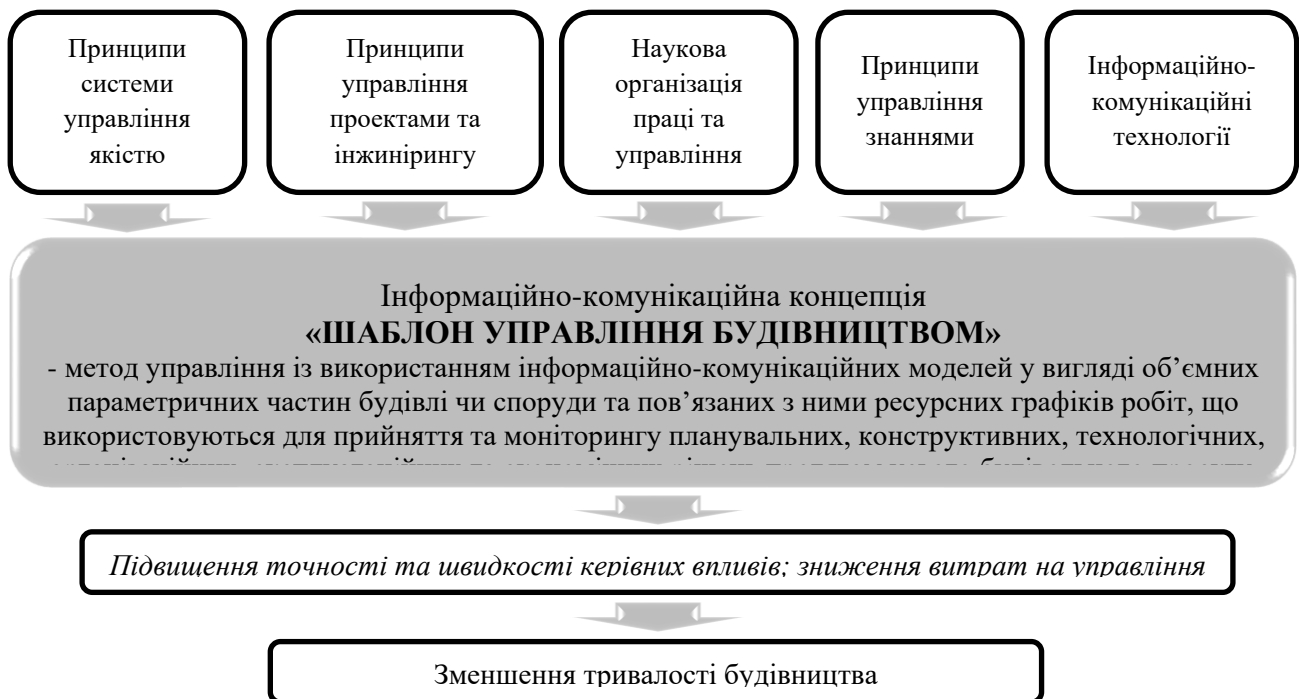 Принципи
системи
управління
якістю
Принципи
управління
проектами та
інжинірингу
Наукова
організація
праці та
управління
Принципи
управління
знаннями
Інформаційно-
комунікаційні
технології
Інформаційно-комунікаційна концепція
«ШАБЛОН УПРАВЛІННЯ БУДІВНИЦТВОМ»
- метод управління із використанням інформаційно-комунікаційних моделей у вигляді об’ємних
параметричних частин будівлі чи споруди та пов’язаних з ними ресурсних графіків робіт, що
використовуються для прийняття та моніторингу планувальних, конструктивних, технологічних,
Підвищення точності та швидкості керівних впливів; зниження витрат на управління
Зменшення тривалості будівництва